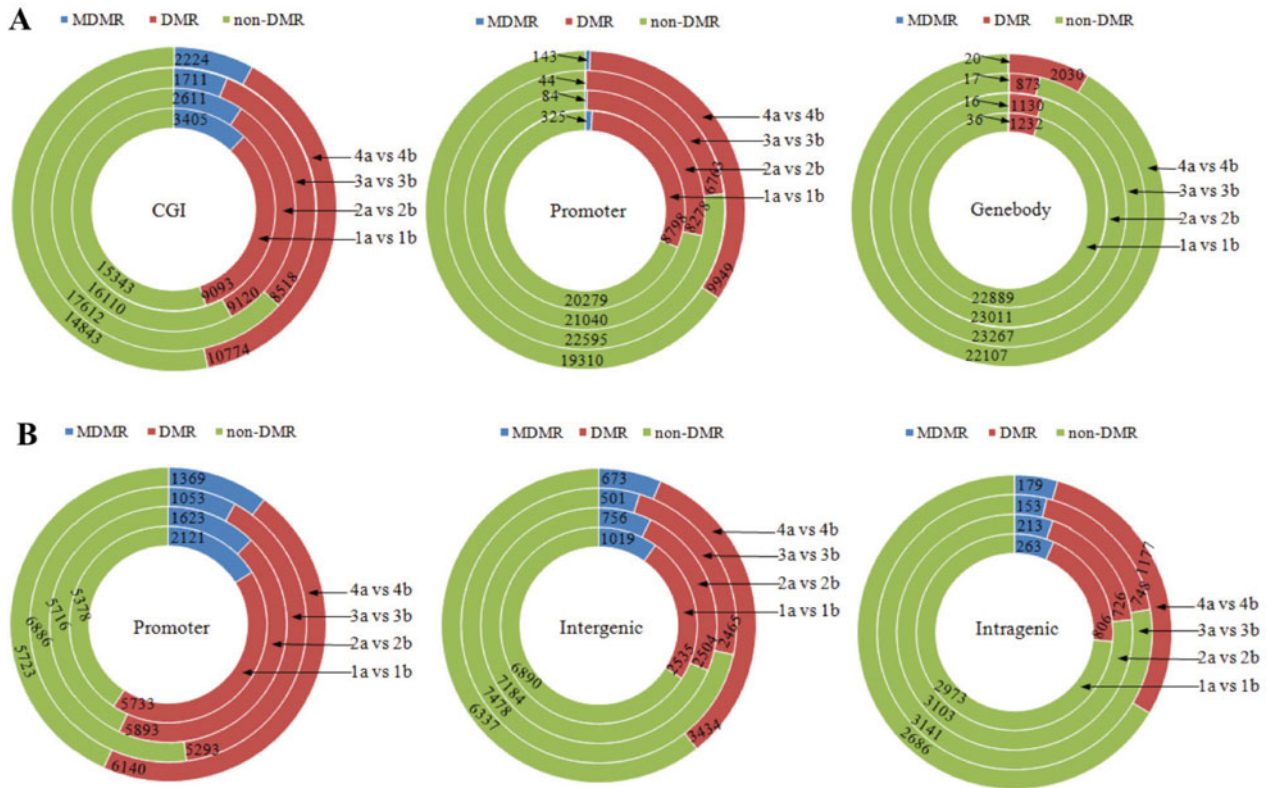 A
MDMR DMR non-DMR
2224
1711
2611
3405
4a vs 4b
3a vs 3b
2a vs 2b
1a vs 1b
CGI
15343
16110
17612
14843
9093
9120
8518
10774
MDMR DMR non-DMR
143
44
84
325
4a vs 4b
3a vs 3b
2a vs 2b
1a vs 1b
Promoter
6763
8278
8798
9949
20279
21040
22595
19310
MDMR DMR non-DMR
20
17
16
36
2030
873
1130
1232
4a vs 4b
3a vs 3b
2a vs 2b
1a vs 1b
Genebody
22889
23011
23267
22107
B
MDMR DMR non-DMR
1369
1053
1623
2121
4a vs 4b
3a vs 3b
2a vs 2b
1a vs 1b
Promoter
5378
5716
6886
5723
5733
5893
5293
6140
MDMR DMR non-DMR
673
501
756
1019
4a vs 4b
3a vs 3b
2a vs 2b
1a vs 1b
Intergenic
2465
2504
2535
3434
6890
7184
7478
6337
MDMR DMR non-DMR
179
153
213
263
1177
748
726
806
4a vs 4b
3a vs 3b
2a vs 2b
1a vs 1b
Intragenic
2973
3103
3141
2686